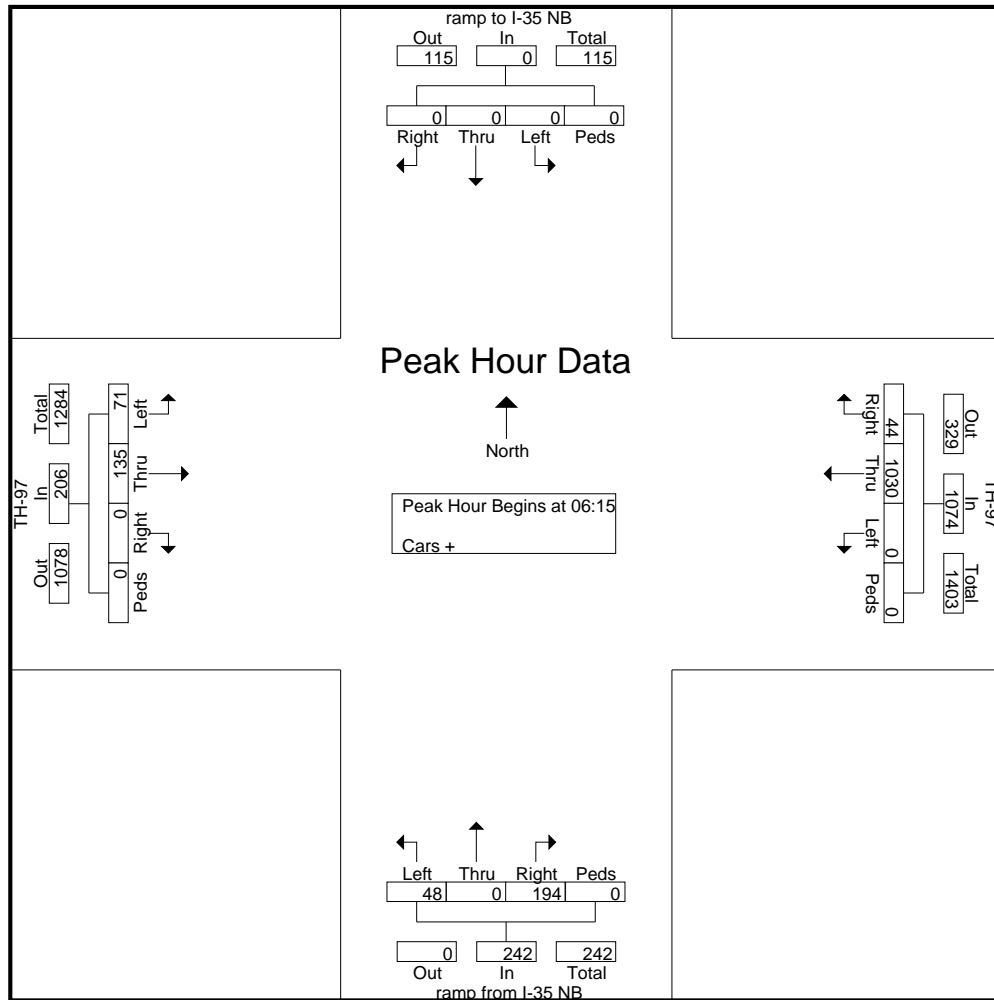 ramp to I-35 NB
Out In Total
115 0 115
0 0 0 0
Right Thru Left Peds
Peak Hour Data
North
Peak Hour Begins at 06:15
Cars +
TH-97
Total In Out
1284 206 1078
71 135 0 0
Left Thru Right Peds
Right Thru Left Peds
44 1030 0 0
329 1074 1403
Out In Total
TH-97
Left Thru Right Peds
48 0 194 0
0 242 242
Out In Total
ramp from I-35 NB